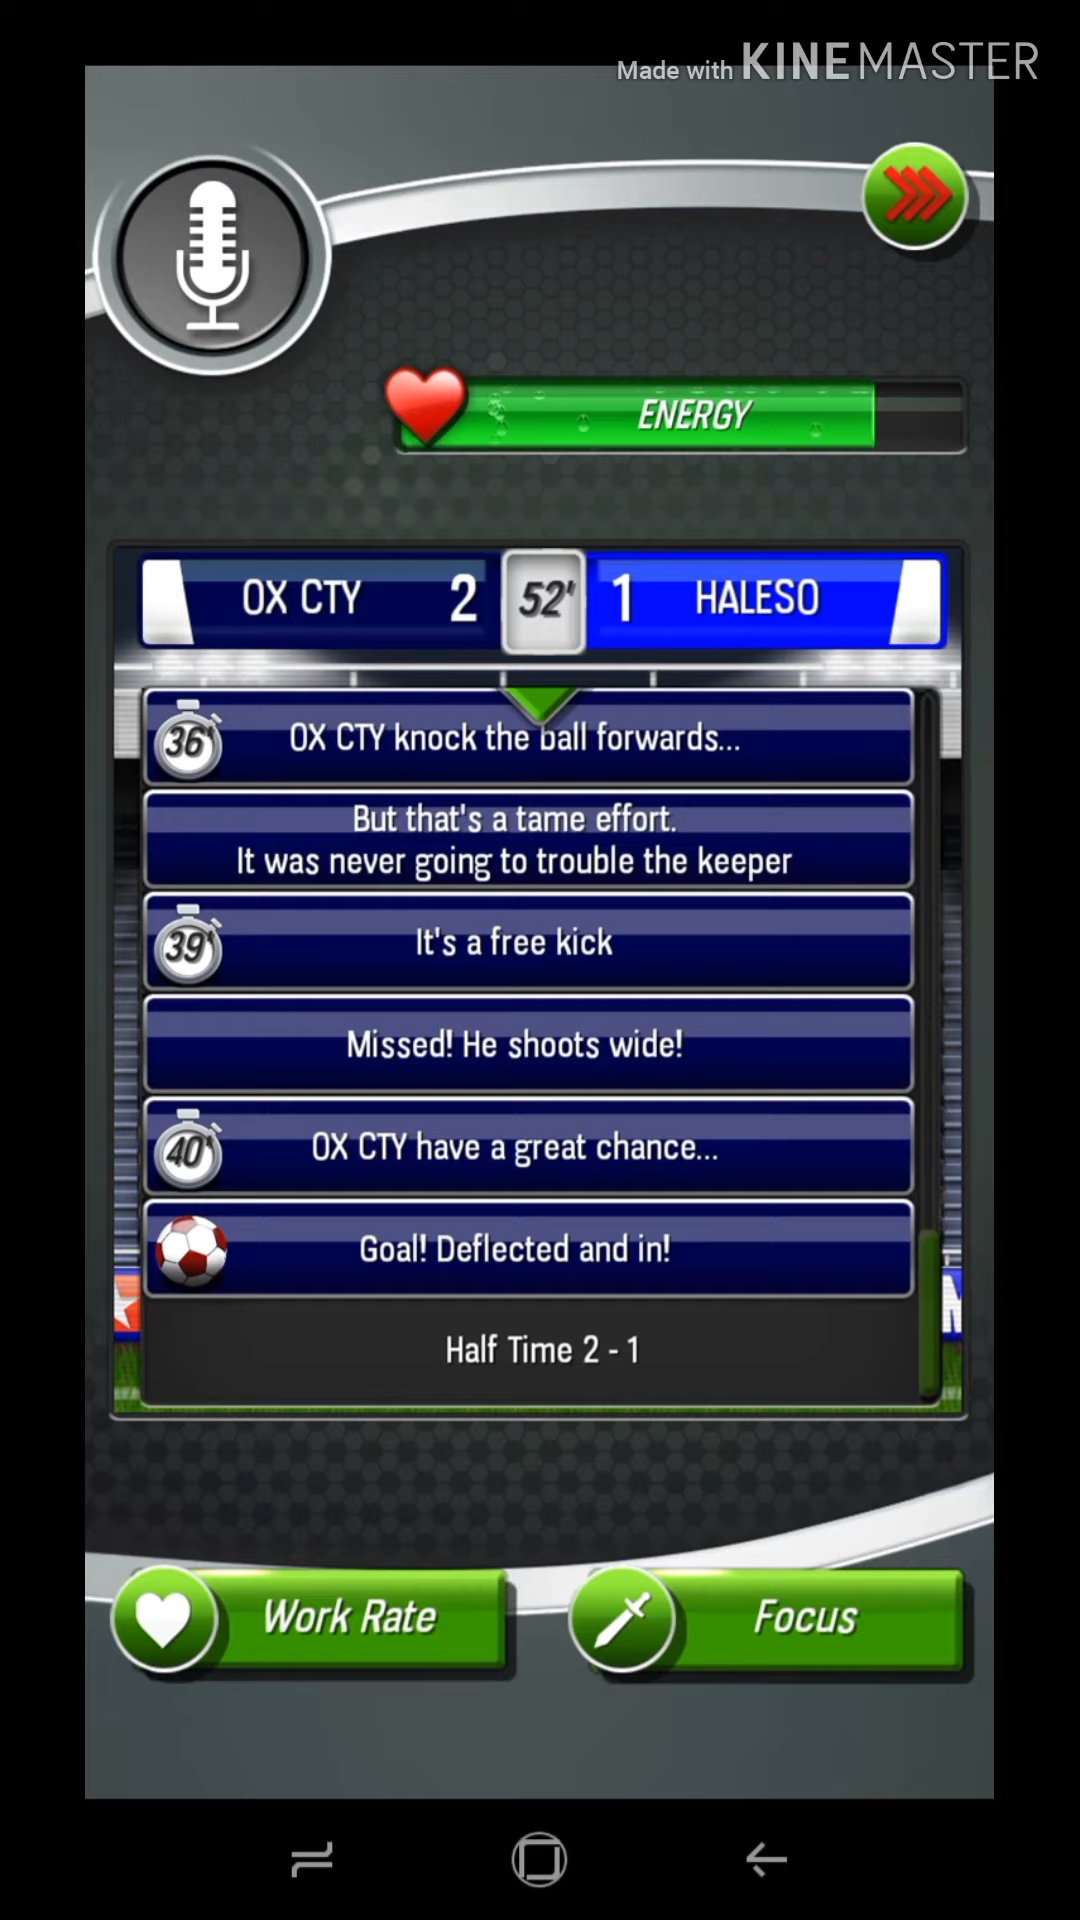 Made with KINEMASTER
ENERGY
OX CTY 2 52' 1 HALESO
36' OX CTY knock the ball forwards...
But that's a tame effort.
It was never going to trouble the keeper
39' It's a free kick
Missed! He shoots wide!
40' OX CTY have a great chance...
Goal! Deflected and in!
Half Time 2 - 1
Work Rate
Focus